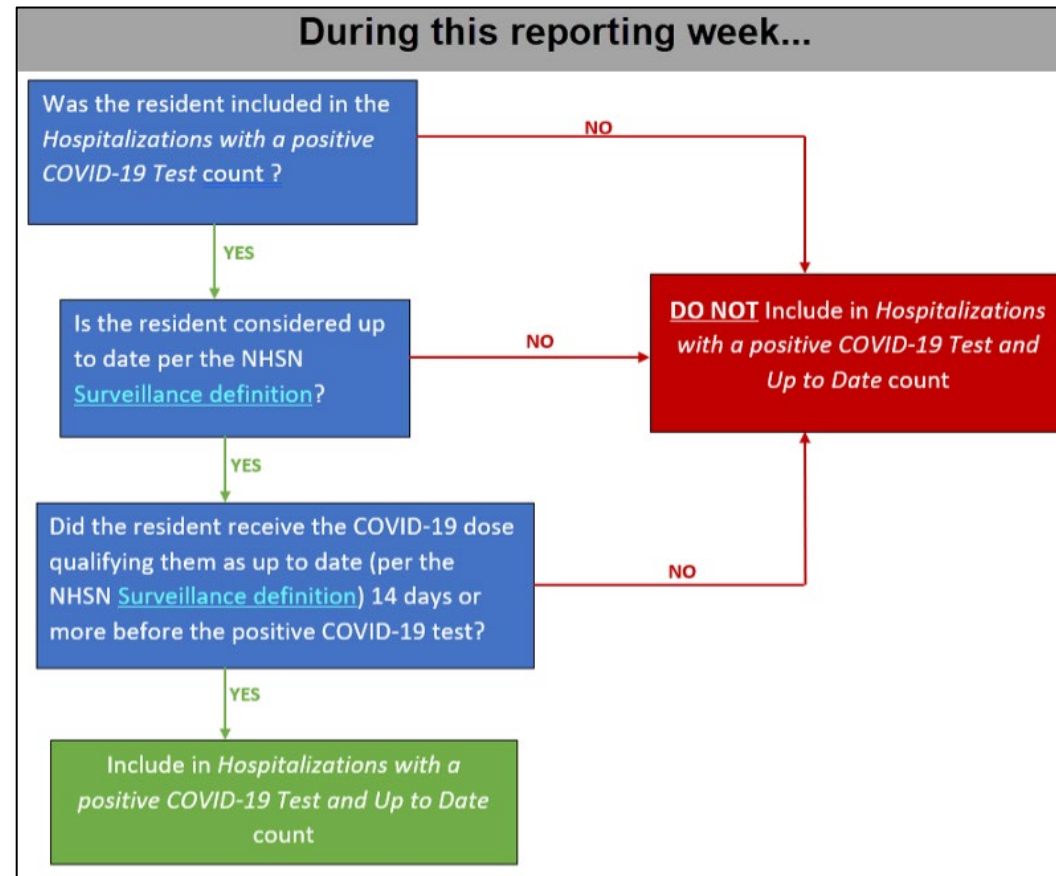 During this reporting week...
Was the resident included in the
Hospitalizations with a positive
COVID-19 Test count ?
NO
YES
Is the resident considered up
to date per the NHSN
Surveillance definition?
NO
DO NOT Include in Hospitalizations
with a positive COVID-19 Test and
Up to Date count
YES
Did the resident receive the COVID-19 dose
qualifying them as up to date (per the
NHSN Surveillance definition) 14 days or
more before the positive COVID-19 test?
NO
YES
Include in Hospitalizations with a
positive COVID-19 Test and Up to Date
count